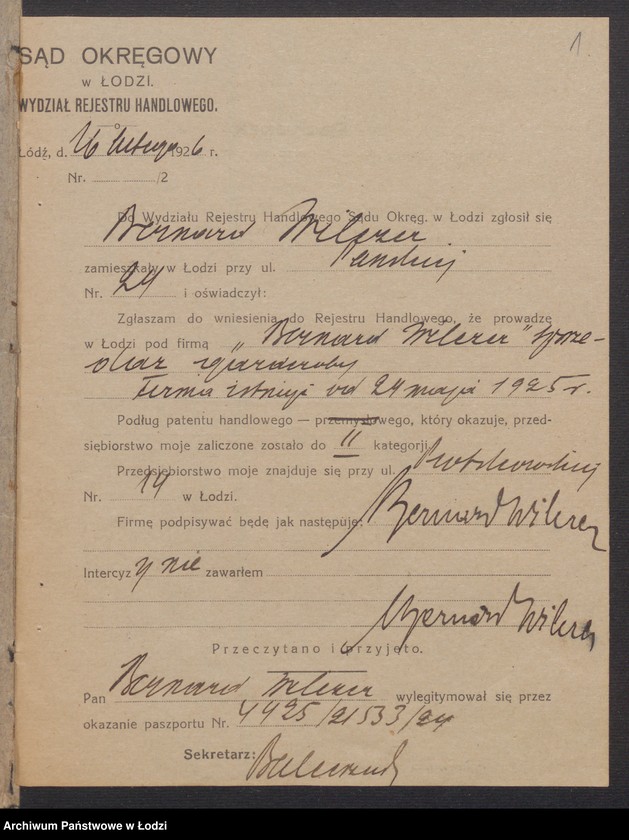 1.
SĄD OKRĘGOWY
w ŁODZI.
WYDZIAŁ REJESTRU HANDLOWEGO.
Łódź, d. 16 lutego 1926 r.
Nr. /2
Do Wydziału Rejestru Handlowego Sądu Okręg. w Łodzi zgłosił się
Bernard Wilczer
zamieszkały w Łodzi przy ul.
Nr. 24 i oświadczył:
Zgłaszam do wniesienia do Rejestru Handlowego, że prowadzę
w Łodzi pod firmą „Bernard Wilczer" sprze-
daż garderoby
Firma istnieje od 24 maja 1925 r.
Podług patentu handlowego — przemysłowego, który okazuje, przed-
siębiorstwo moje zaliczone zostało do II kategorji
Przedsiębiorstwo moje znajduje się przy ul. Piotrkowskiej
Nr. 19 w Łodzi.
Firmę podpisywać będę jak następuje: Bernard Wilczer
Intercyzy nie zawarłem
Bernard Wilczer
Przeczytano i przyjęto.
Pan Bernard Wilczer wylegitymował się przez
okazanie paszportu Nr. 4425/21533/24
Sekretarz:
Archiwum Państwowe w Łodzi